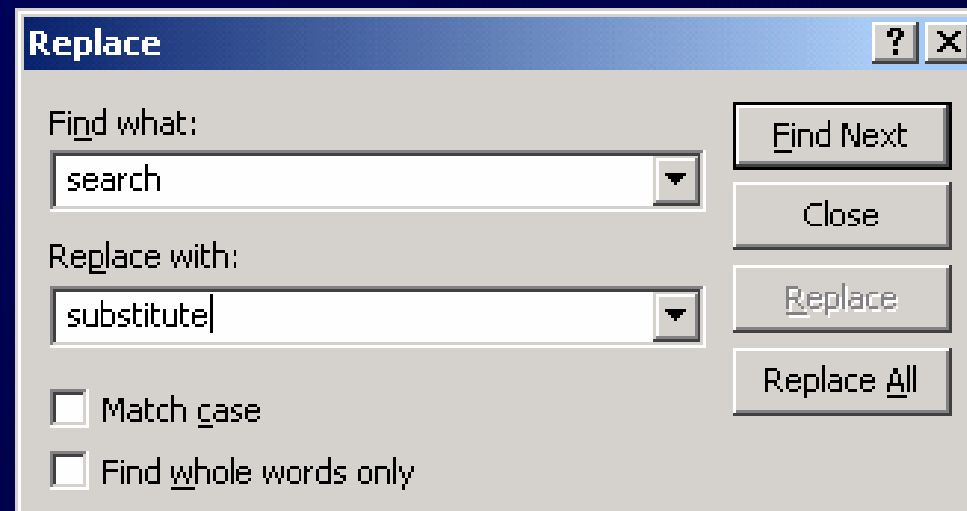 Replace
Find what:
search
Replace with:
substitute
Match case
Find whole words only
Find Next
Close
Replace
Replace All